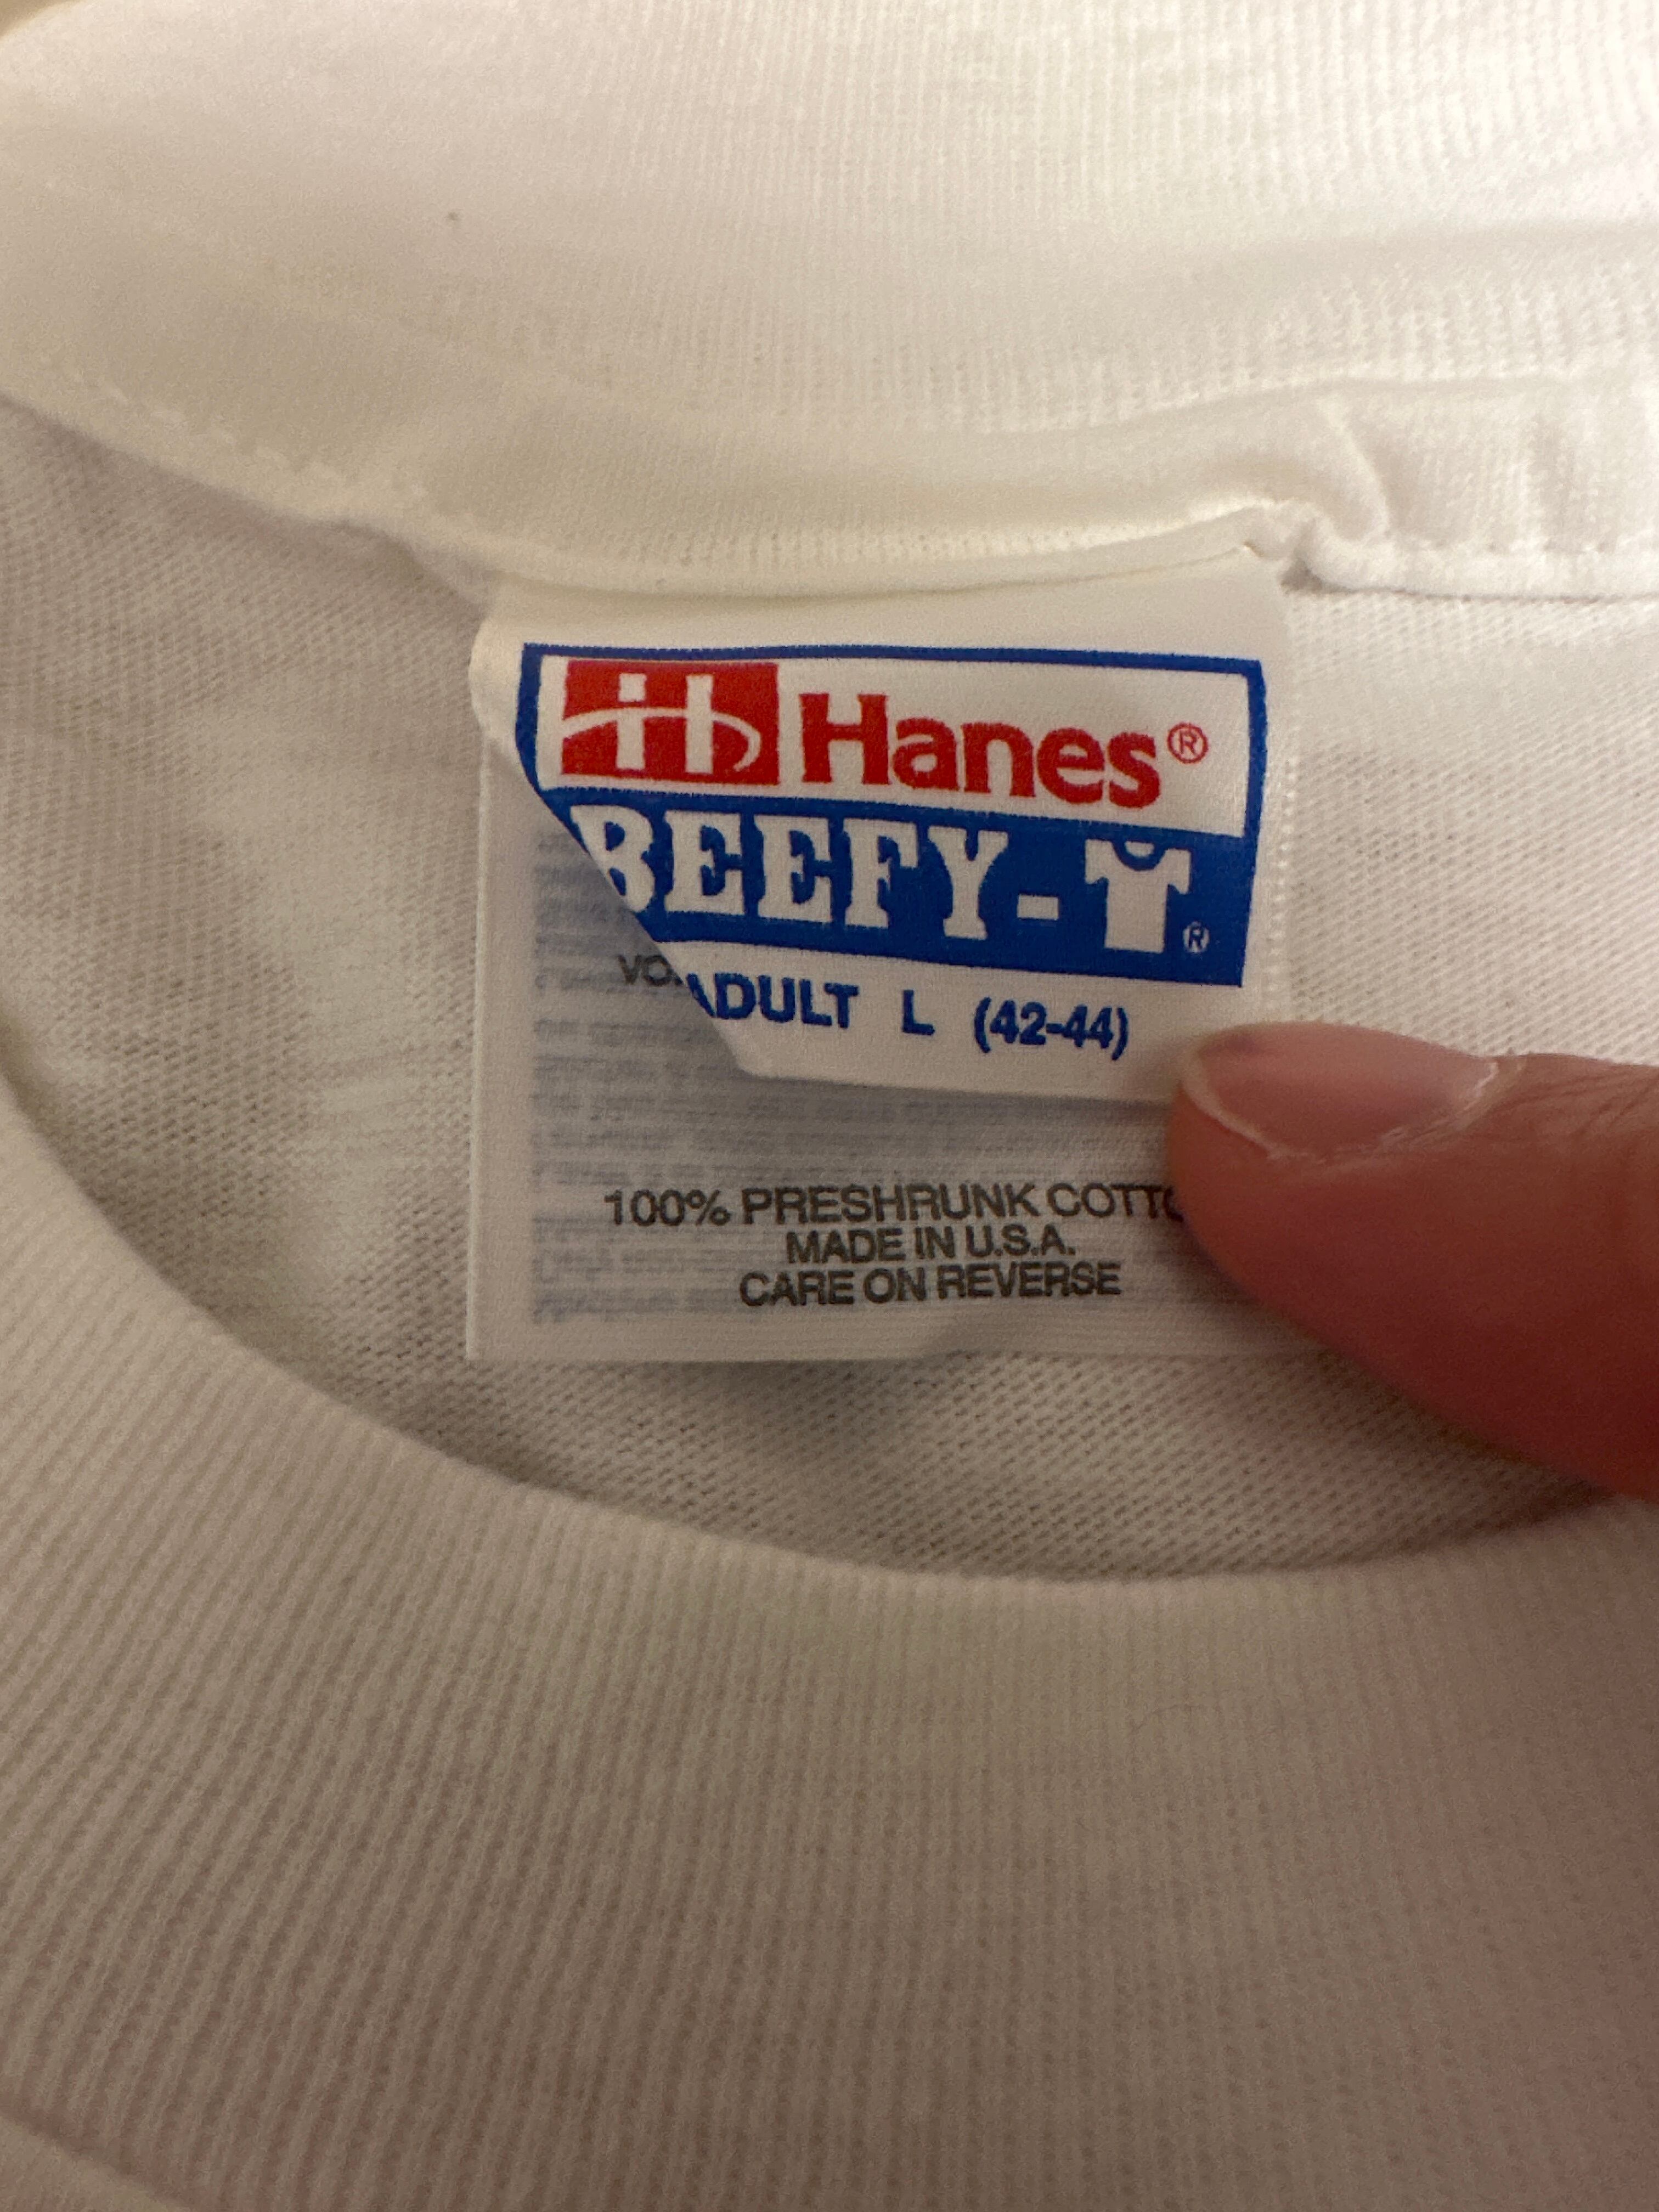 Hanes®
BEEFY-T®
ADULT L (42-44)
100% PRESHRUNK COTTO
MADE IN U.S.A.
CARE ON REVERSE